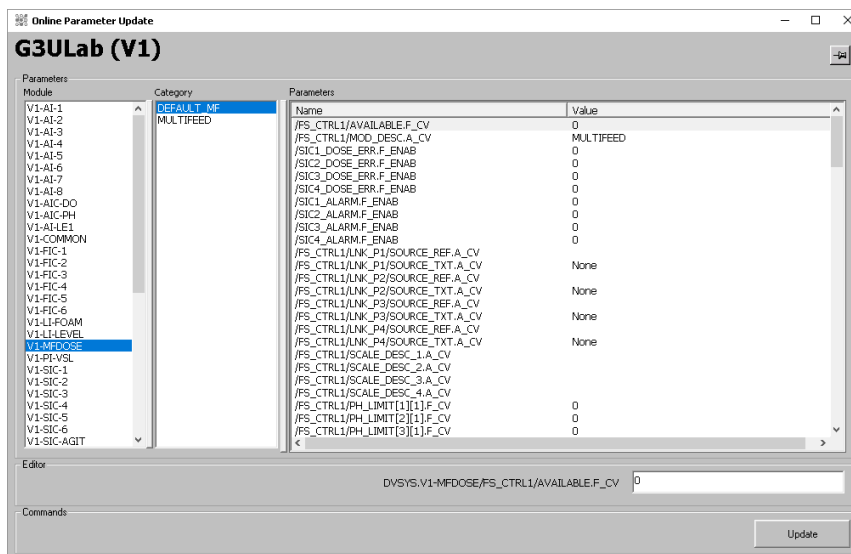 Online Parameter Update
G3ULab (V1)
Parameters
Module
V1-AI-1
V1-AI-2
V1-AI-3
V1-AI-4
V1-AI-5
V1-AI-6
V1-AI-7
V1-AI-8
V1-AIC-DO
V1-AIC-PH
V1-AI-LE1
V1-COMMON
V1-FIC-1
V1-FIC-2
V1-FIC-3
V1-FIC-4
V1-FIC-5
V1-FIC-6
V1-LI-FOAM
V1-LI-LEVEL
V1-MFDOSE
V1-PI-VSL
V1-SIC-1
V1-SIC-2
V1-SIC-3
V1-SIC-4
V1-SIC-5
V1-SIC-6
V1-SIC-AGIT
Category
DEFAULT_MF
MULTIFEED
Parameters
Name Value
/FS_CTRL1/AVAILABLE.F_CV 0
/FS_CTRL1/MOD_DESC.A_CV MULTIFEED
/SIC1_DOSE_ERR.F_ENAB 0
/SIC2_DOSE_ERR.F_ENAB 0
/SIC3_DOSE_ERR.F_ENAB 0
/SIC4_DOSE_ERR.F_ENAB 0
/SIC1_ALARM.F_ENAB 0
/SIC2_ALARM.F_ENAB 0
/SIC3_ALARM.F_ENAB 0
/SIC4_ALARM.F_ENAB 0
/FS_CTRL1/LNK_P1/SOURCE_REF.A_CV
/FS_CTRL1/LNK_P1/SOURCE_TXT.A_CV None
/FS_CTRL1/LNK_P2/SOURCE_REF.A_CV
/FS_CTRL1/LNK_P2/SOURCE_TXT.A_CV None
/FS_CTRL1/LNK_P3/SOURCE_REF.A_CV
/FS_CTRL1/LNK_P3/SOURCE_TXT.A_CV None
/FS_CTRL1/LNK_P4/SOURCE_REF.A_CV
/FS_CTRL1/LNK_P4/SOURCE_TXT.A_CV None
/FS_CTRL1/SCALE_DESC_1.A_CV
/FS_CTRL1/SCALE_DESC_2.A_CV
/FS_CTRL1/SCALE_DESC_3.A_CV
/FS_CTRL1/SCALE_DESC_4.A_CV
/FS_CTRL1/PH_LIMIT[1][1].F_CV 0
/FS_CTRL1/PH_LIMIT[2][1].F_CV 0
/FS_CTRL1/PH_LIMIT[3][1].F_CV 0
Editor
DVSYS.V1-MFDOSE/FS_CTRL1/AVAILABLE.F_CV 0
Commands
Update